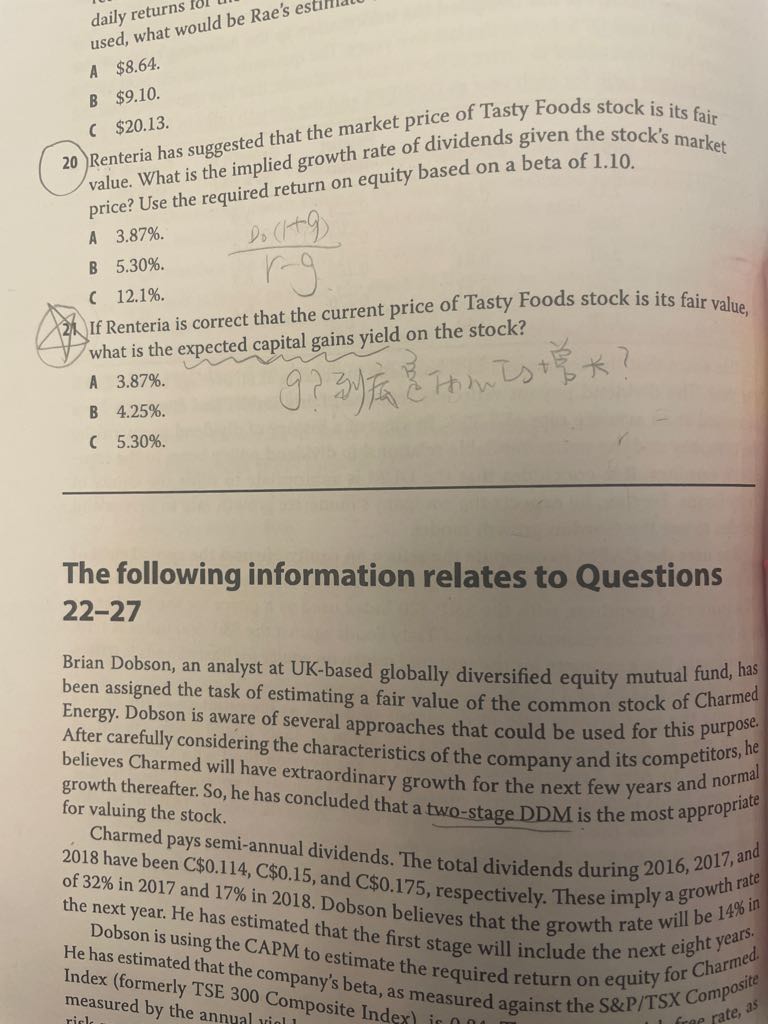 daily returns for
used, what would be Rae's estimate
A $8.64.
B $9.10.
C $20.13.
20 Renteria has suggested that the market price of Tasty Foods stock is its fair
value. What is the implied growth rate of dividends given the stock's market
price? Use the required return on equity based on a beta of 1.10.
A 3.87%.
D₀(1+g)
B 5.30%.
r-g
C 12.1%.
21 If Renteria is correct that the current price of Tasty Foods stock is its fair value,
what is the expected capital gains yield on the stock?
A 3.87%.
g? 到底是
长?
B 4.25%.
C 5.30%.
The following information relates to Questions
22–27
Brian Dobson, an analyst at UK-based globally diversified equity mutual fund, has
been assigned the task of estimating a fair value of the common stock of Charmed
Energy. Dobson is aware of several approaches that could be used for this purpose.
After carefully considering the characteristics of the company and its competitors, he
believes Charmed will have extraordinary growth for the next few years and normal
growth thereafter. So, he has concluded that a two-stage DDM is the most appropriate
for valuing the stock.
Charmed pays semi-annual dividends. The total dividends during 2016, 2017, and
2018 have been C$0.114, C$0.15, and C$0.175, respectively. These imply a growth rate
of 32% in 2017 and 17% in 2018. Dobson believes that the growth rate will be 14% in
the next year. He has estimated that the first stage will include the next eight years.
Dobson is using the CAPM to estimate the required return on equity for Charmed.
He has estimated that the company's beta, as measured against the S&P/TSX Composite
Index (formerly TSE 300 Composite Index), is
free rate, as
measured by the annual